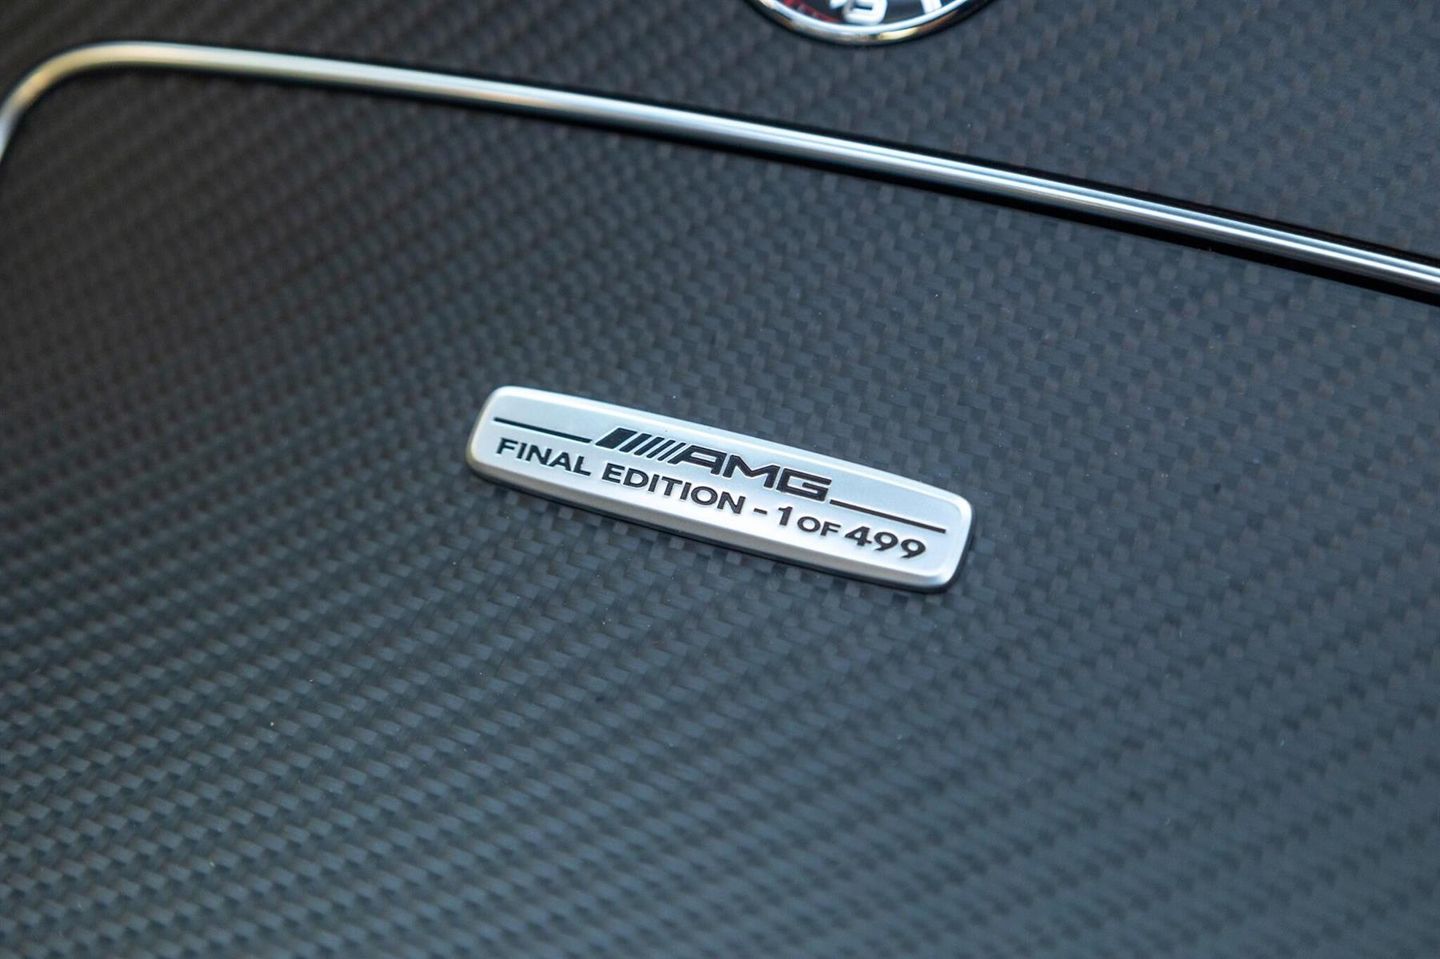 AMG
FINAL EDITION - 1 OF 499